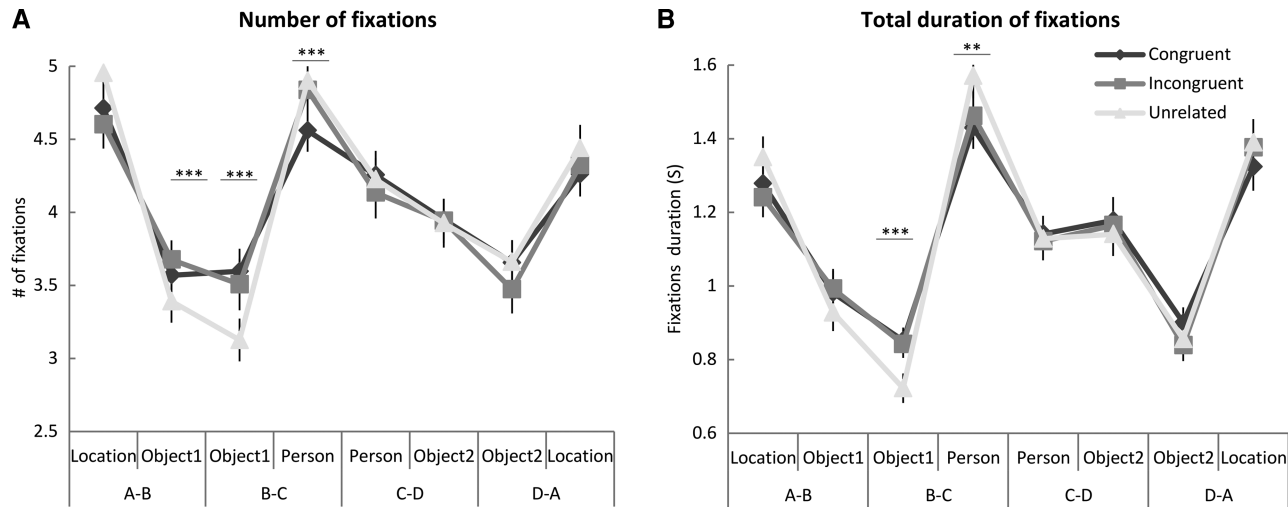 A
Number of fixations
***
*** ***
# of fixations
5
4.5
4
3.5
3
2.5
Location Object1 Object1 Person Person Object2 Object2 Location
A-B B-C C-D D-A
B
Total duration of fixations
**
***
Congruent
Incongruent
Unrelated
Fixations duration (S)
1.6
1.4
1.2
1
0.8
0.6
Location Object1 Object1 Person Person Object2 Object2 Location
A-B B-C C-D D-A